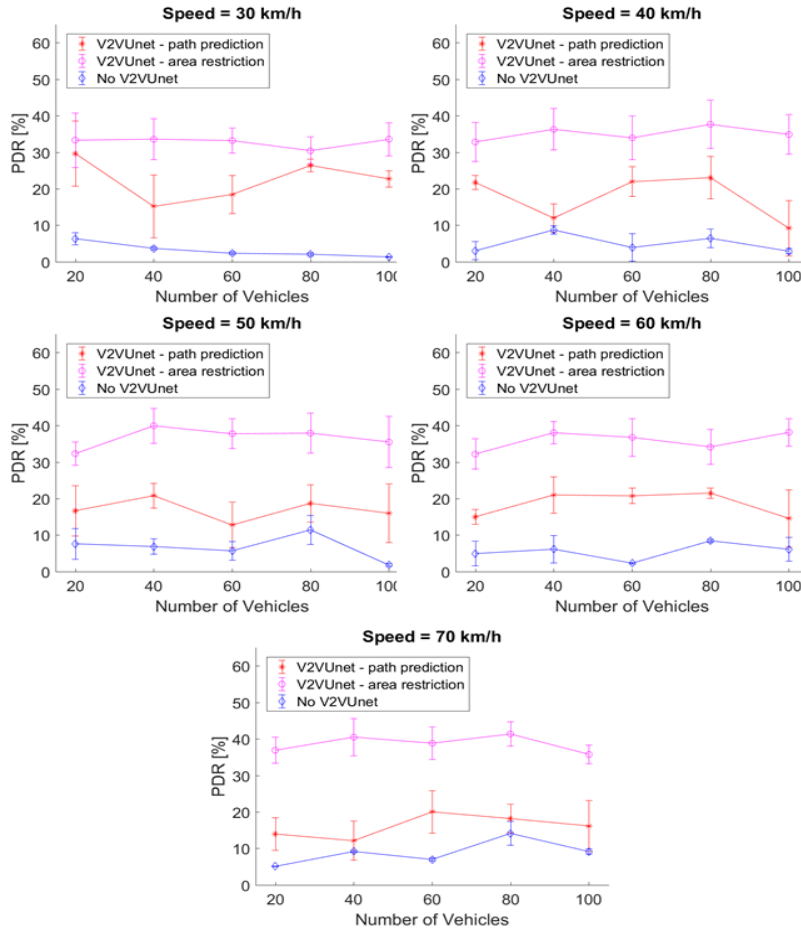 Speed = 30 km/h
60
50
40
30
20
10
0
PDR [%]
V2VUnet - path prediction
V2VUnet - area restriction
No V2VUnet
20 40 60 80 100
Number of Vehicles
Speed = 40 km/h
60
50
40
30
20
10
0
PDR [%]
V2VUnet - path prediction
V2VUnet - area restriction
No V2VUnet
20 40 60 80 100
Number of Vehicles
Speed = 50 km/h
60
50
40
30
20
10
0
PDR [%]
V2VUnet - path prediction
V2VUnet - area restriction
No V2VUnet
20 40 60 80 100
Number of Vehicles
Speed = 60 km/h
60
50
40
30
20
10
0
PDR [%]
V2VUnet - path prediction
V2VUnet - area restriction
No V2VUnet
20 40 60 80 100
Number of Vehicles
Speed = 70 km/h
60
50
40
30
20
10
0
PDR [%]
V2VUnet - path prediction
V2VUnet - area restriction
No V2VUnet
20 40 60 80 100
Number of Vehicles